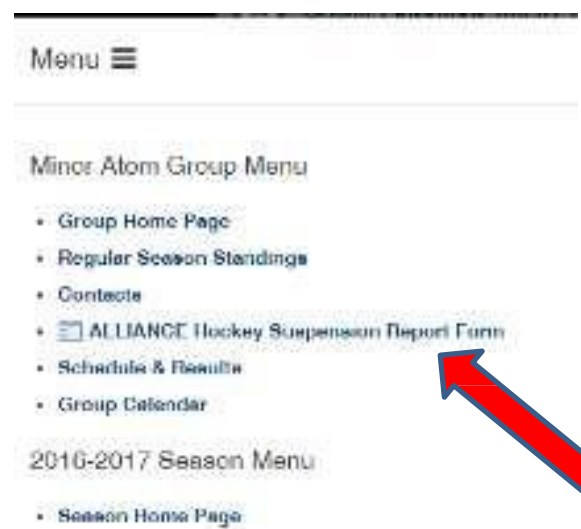 Menu
Minor Atom Group Menu
Group Home Page
Regular Season Standings
Contacts
ALLIANCE Hockey Suspension Report Form
Schedule & Results
Group Calendar
2016-2017 Season Menu
Season Home Page